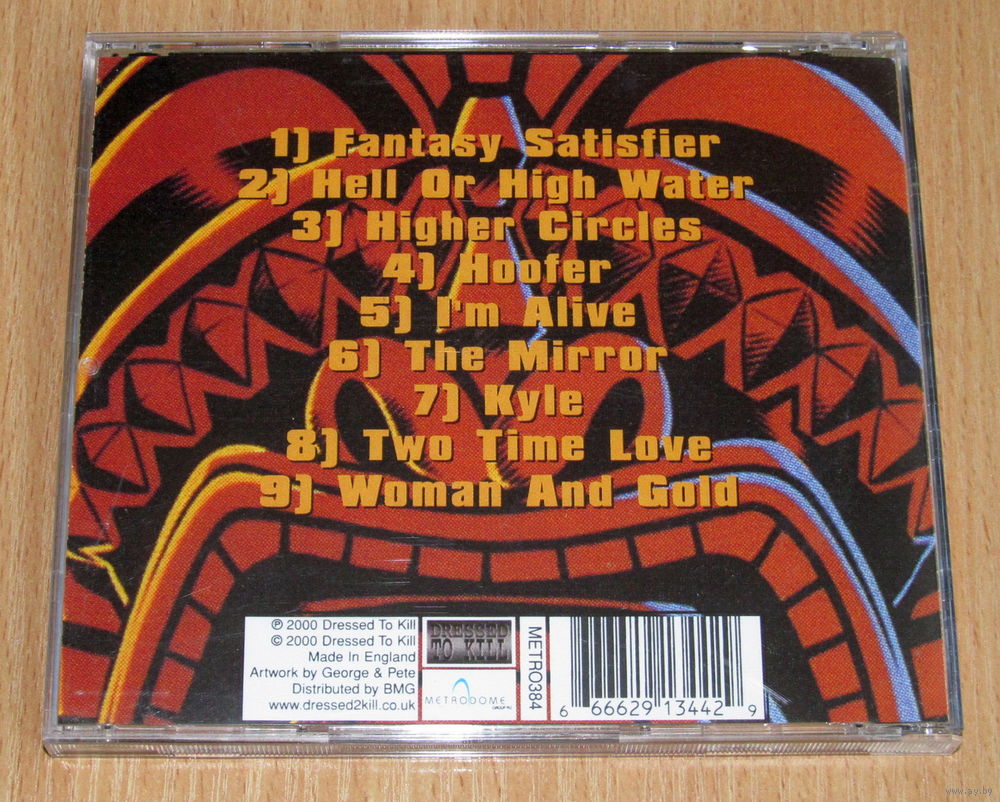 1) Fantasy Satisfier
2) Hell Or High Water
3) Higher Circles
4) Hoofer
5) I'm Alive
6) The Mirror
7) Kyle
8) Two Time Love
9) Woman And Gold
℗ 2000 Dressed To Kill
© 2000 Dressed To Kill
Made In England
Artwork by George & Pete
Distributed by BMG
www.dressed2kill.co.uk
DRESSED
TO KILL
METRODOME
METRO384
6 66629 13442 9
www.ay.by